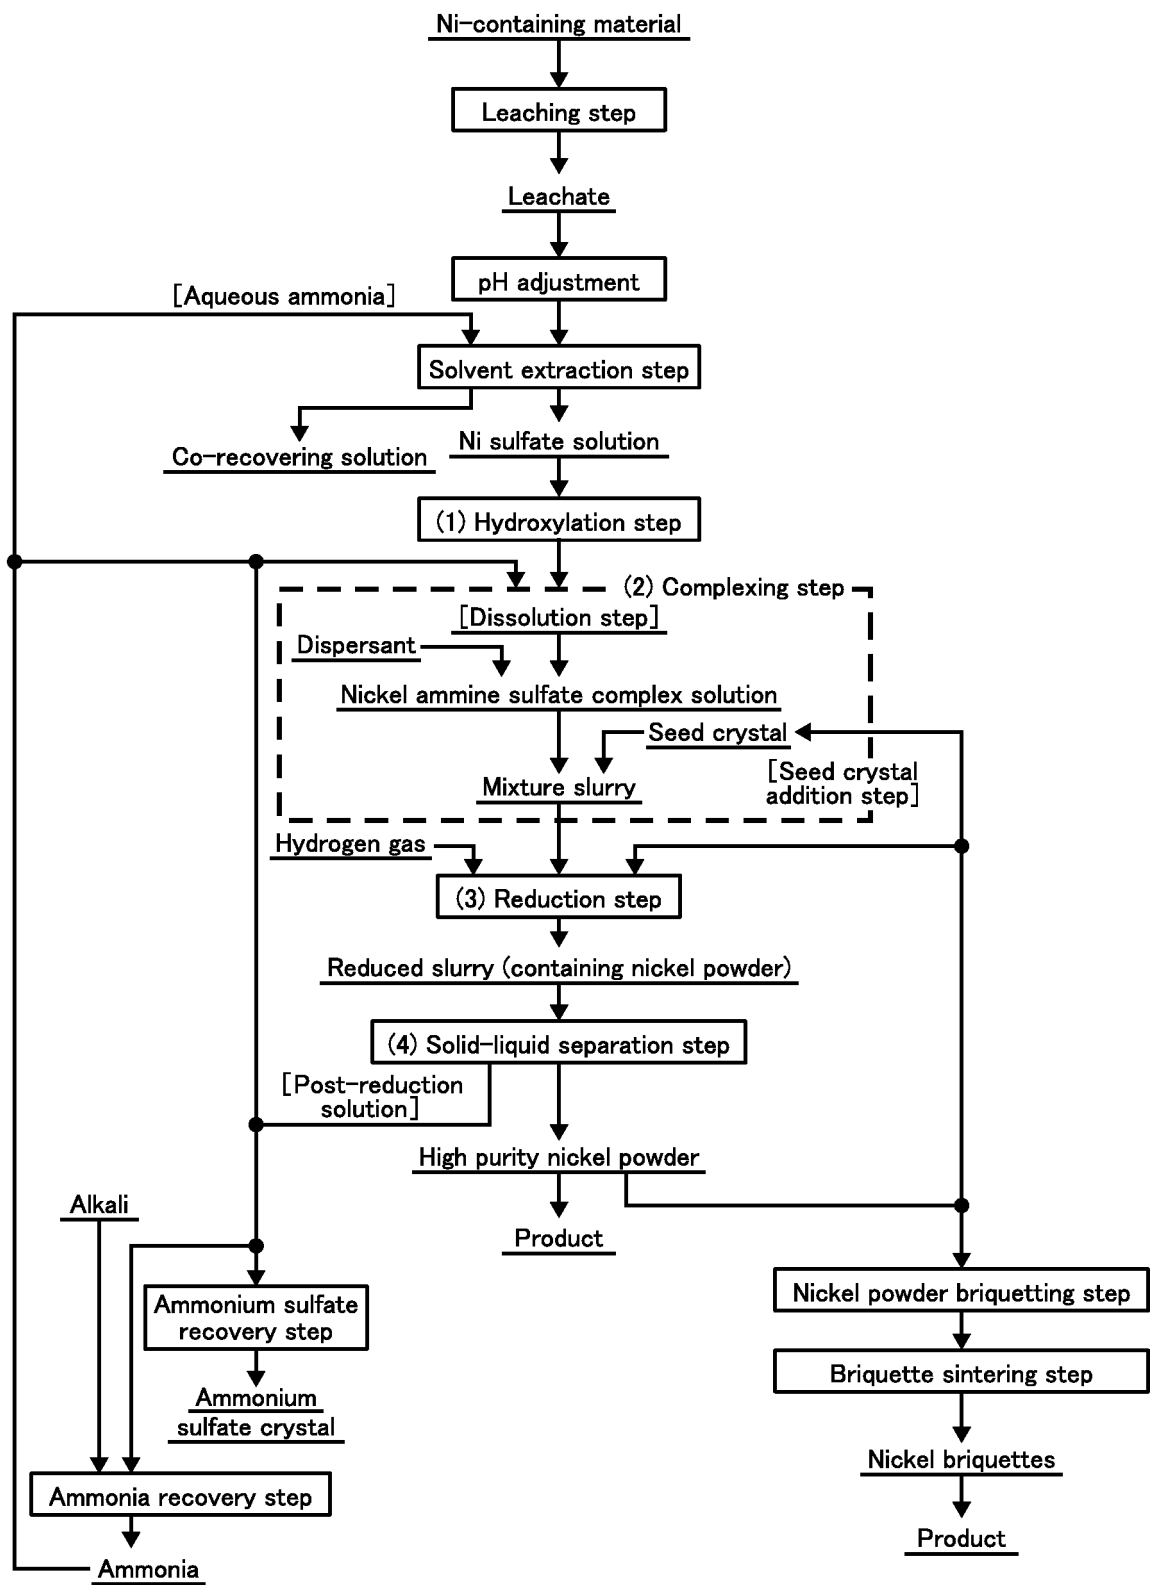 Ni-containing material
Leaching step
Leachate
pH adjustment
[Aqueous ammonia]
Solvent extraction step
Ni sulfate solution
Co-recovering solution
(1) Hydroxylation step
(2) Complexing step
[Dissolution step]
Dispersant
Nickel ammine sulfate complex solution
Seed crystal
[Seed crystal
addition step]
Mixture slurry
Hydrogen gas
(3) Reduction step
Reduced slurry (containing nickel powder)
(4) Solid-liquid separation step
[Post-reduction
solution]
High purity nickel powder
Alkali
Product
Ammonium sulfate
recovery step
Nickel powder briquetting step
Briquette sintering step
Ammonium
sulfate crystal
Nickel briquettes
Ammonia recovery step
Product
Ammonia